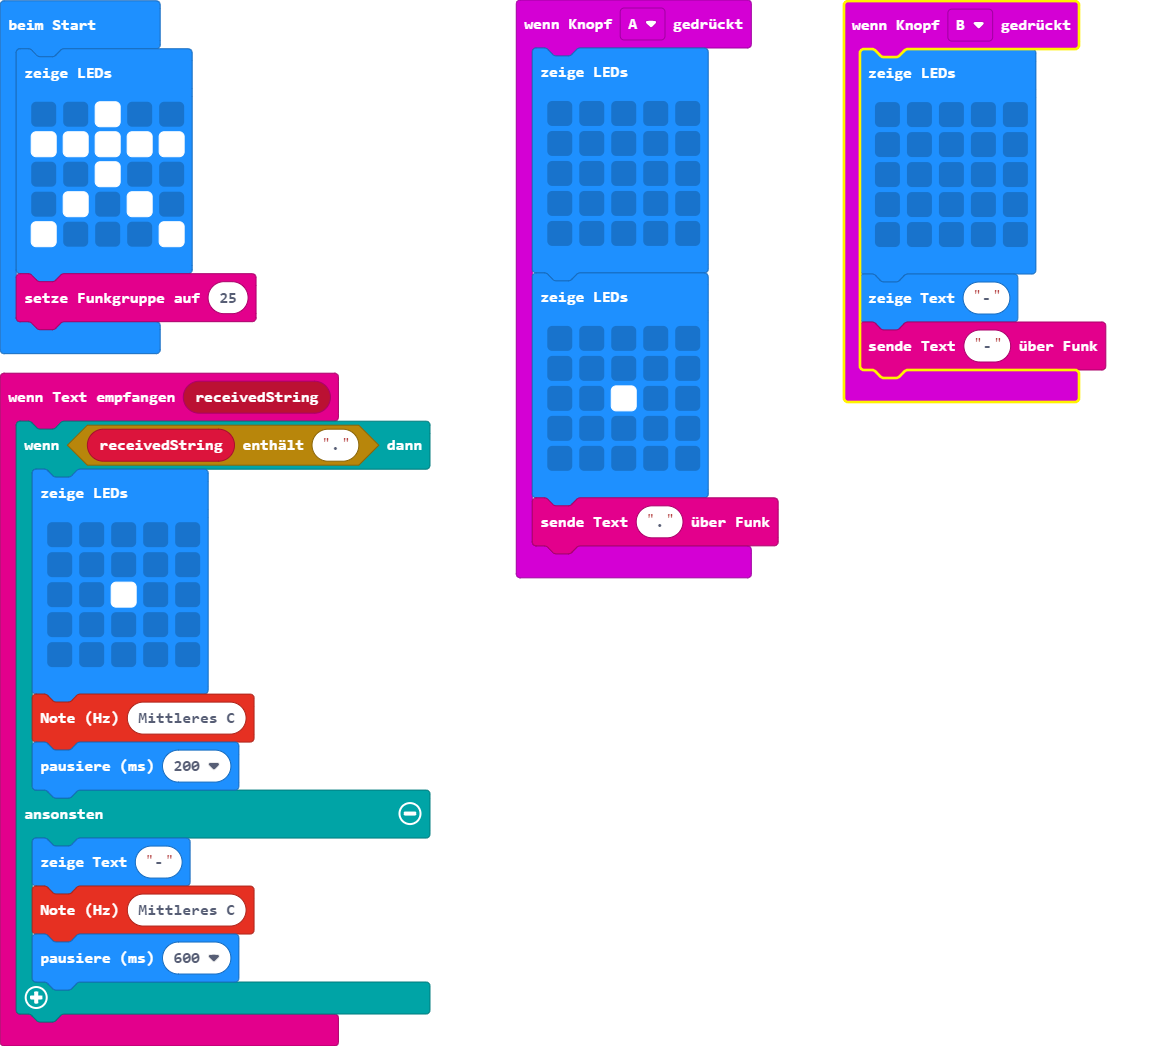 beim Start
zeige LEDs
setze Funkgruppe auf 25
wenn Text empfangen receivedString
wenn receivedString enthält "." dann
zeige LEDs
Note (Hz) Mittleres C
pausiere (ms) 200
ansonsten
zeige Text "-"
Note (Hz) Mittleres C
pausiere (ms) 600
wenn Knopf A gedrückt
zeige LEDs
zeige LEDs
sende Text "." über Funk
wenn Knopf B gedrückt
zeige LEDs
zeige Text "-"
sende Text "-" über Funk